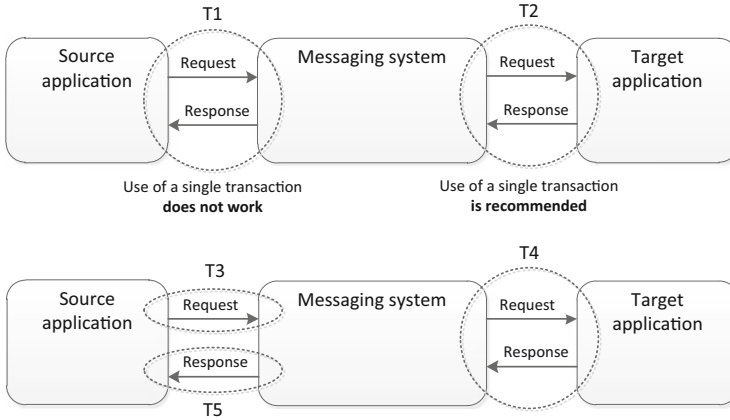 T1
T2
Source
application
Request
Response
Messaging system
Request
Response
Target
application
Use of a single transaction
does not work
Use of a single transaction
is recommended
T3
T4
Source
application
Request
Response
Messaging system
Request
Response
Target
application
T5